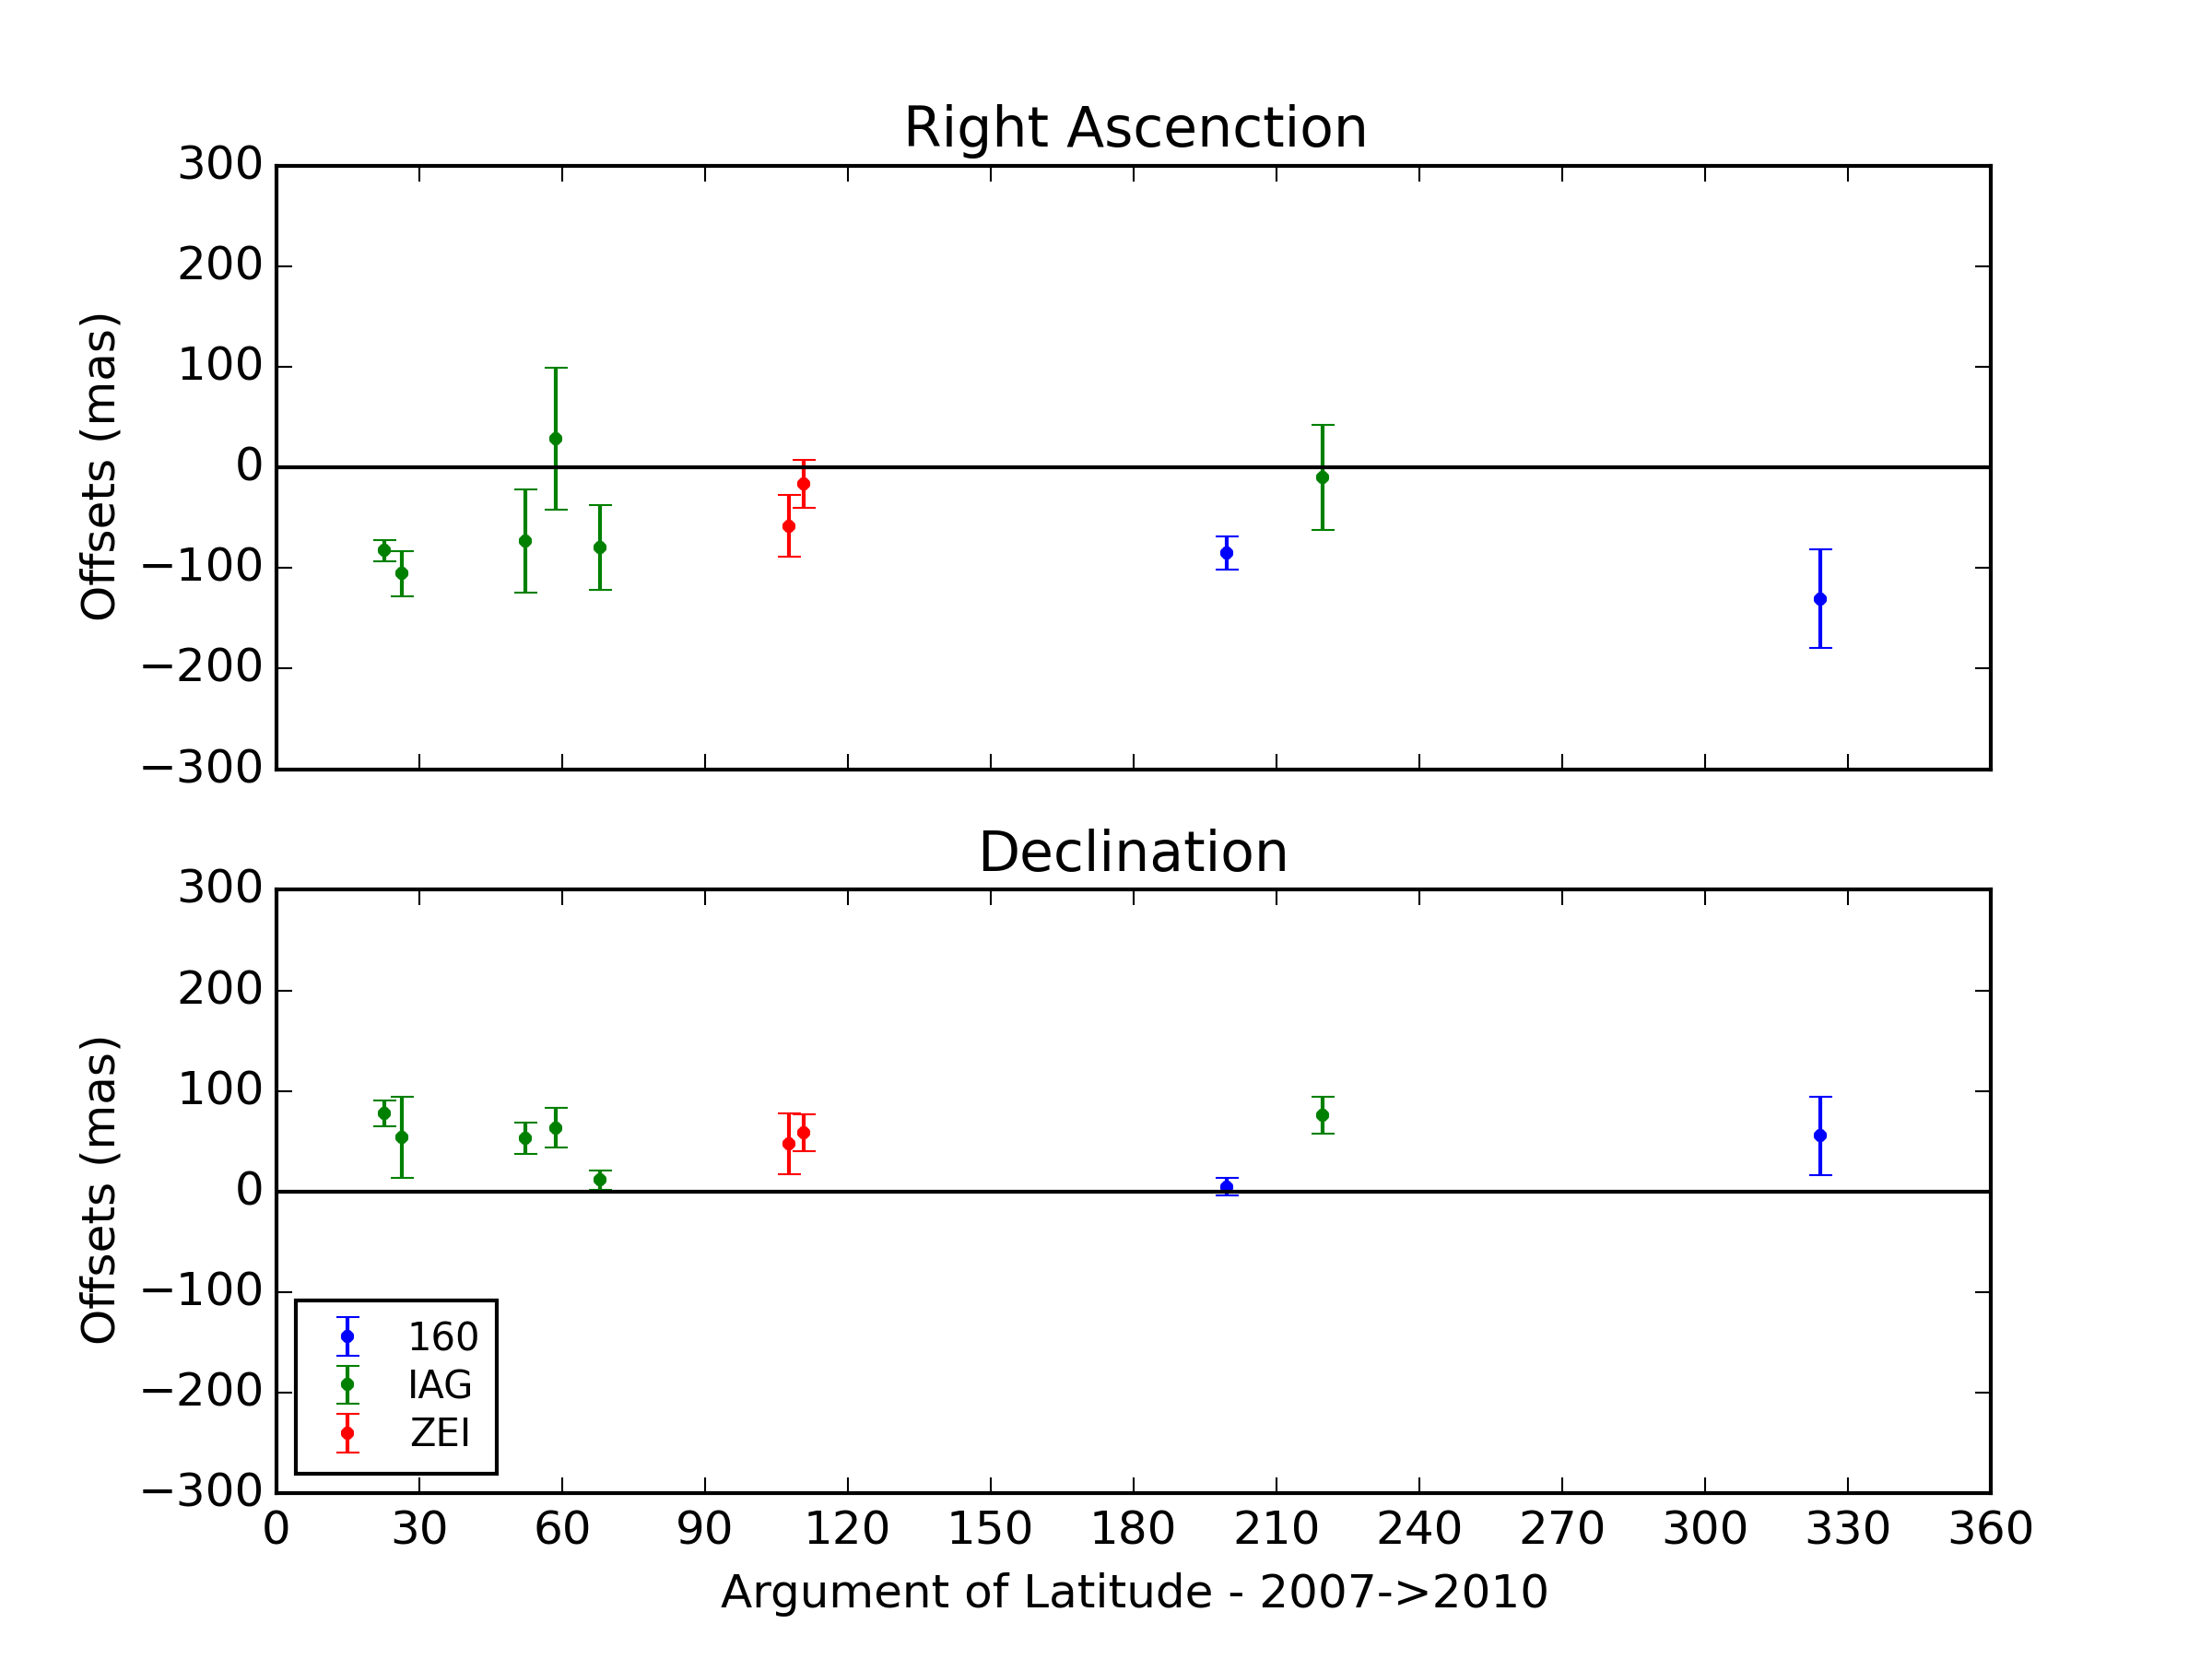 Right Ascenction
300
200
100
0
−100
−200
−300
Offsets (mas)
Declination
300
200
100
0
−100
−200
−300
Offsets (mas)
160
IAG
ZEI
0 30 60 90 120 150 180 210 240 270 300 330 360
Argument of Latitude - 2007->2010